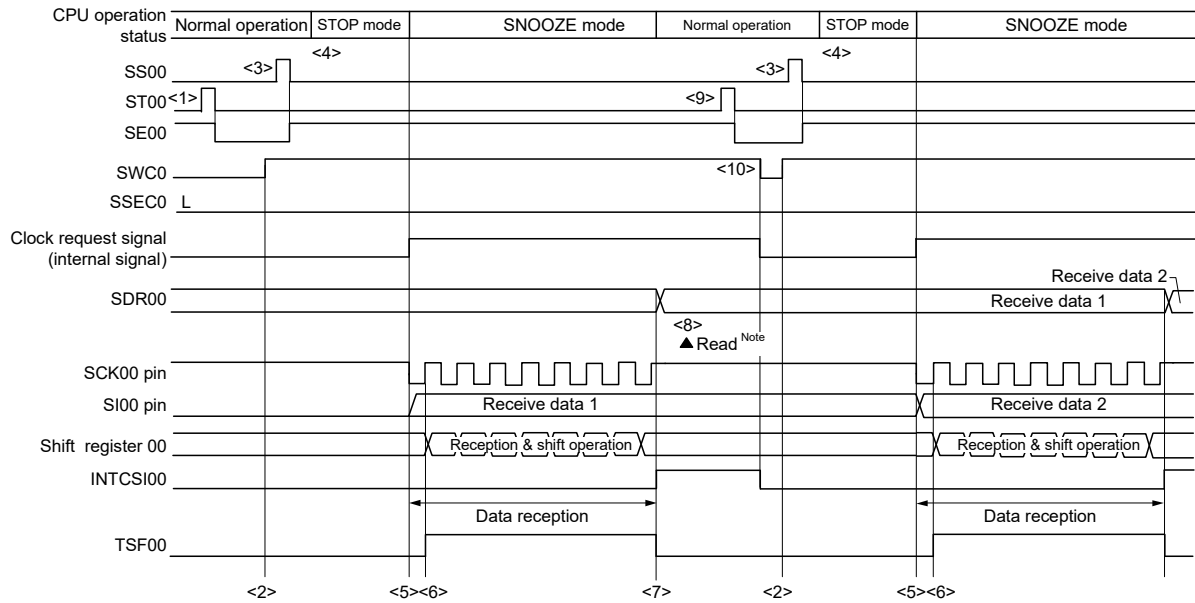 CPU operation status
Normal operation STOP mode SNOOZE mode Normal operation STOP mode SNOOZE mode
<4> <4>
SS00 <3> <3>
ST00 <1> <9>
SE00
SWC0 <10>
SSEC0 L
Clock request signal
(internal signal)
Receive data 2
SDR00 Receive data 1
<8>
▲ Read Note
SCK00 pin
SI00 pin Receive data 1 Receive data 2
Shift register 00 Reception & shift operation Reception & shift operation
INTCSI00
Data reception Data reception
TSF00
<2> <5><6> <7> <2> <5><6>